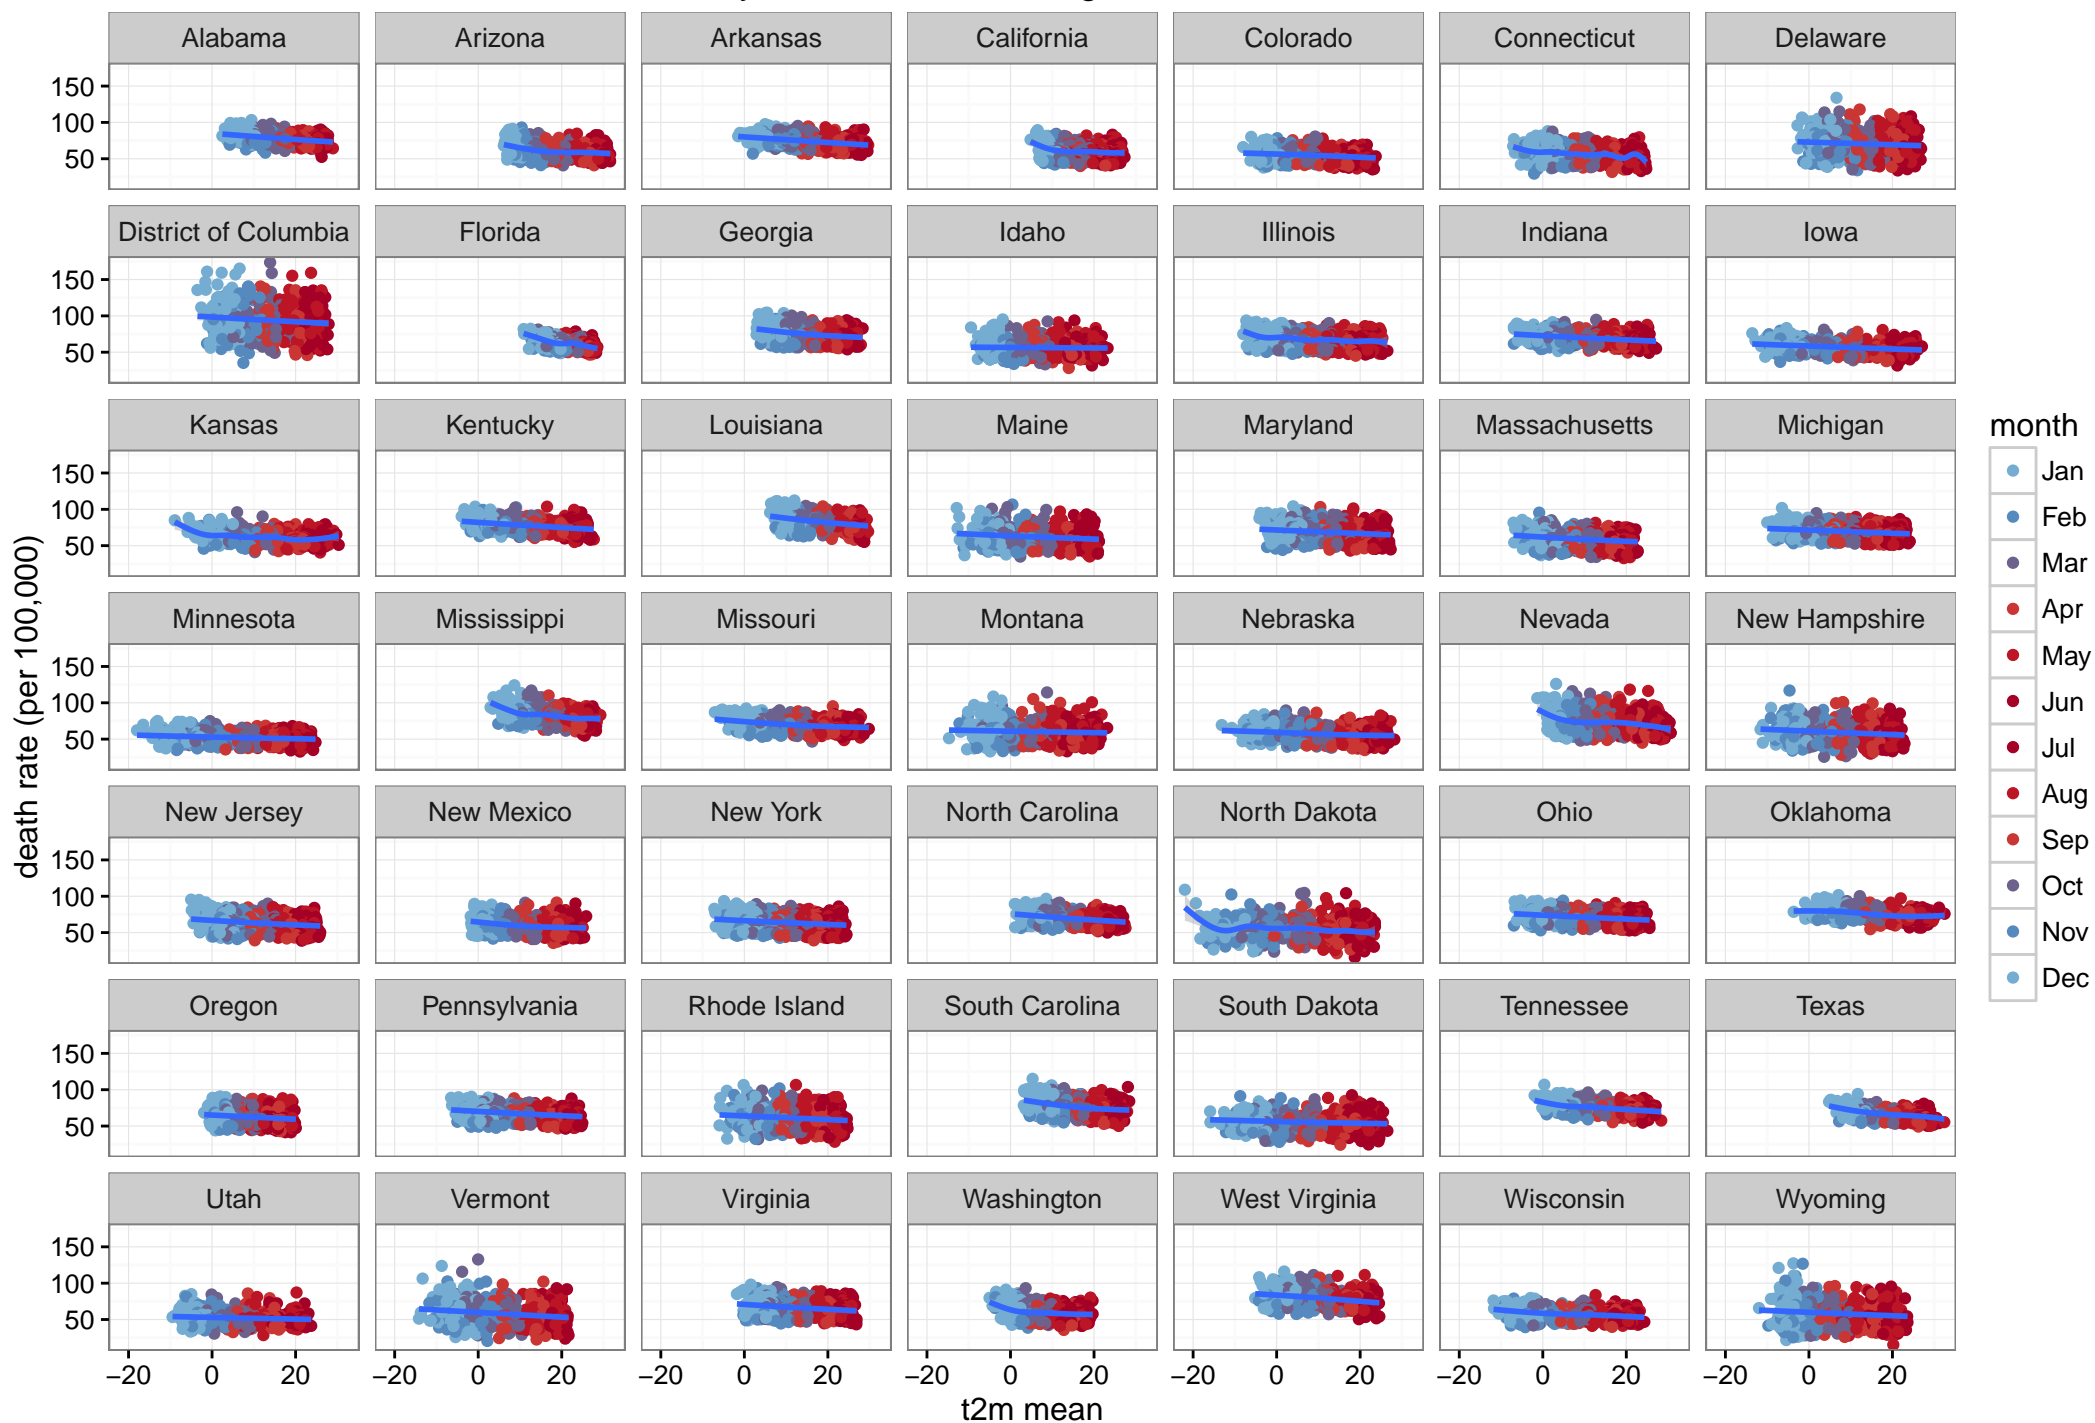 Alabama Arizona Arkansas California Colorado Connecticut Delaware
150
100
50
District of Columbia Florida Georgia Idaho Illinois Indiana Iowa
150
100
50
Kansas Kentucky Louisiana Maine Maryland Massachusetts Michigan
150
100
50
Minnesota Mississippi Missouri Montana Nebraska Nevada New Hampshire
150
100
50
New Jersey New Mexico New York North Carolina North Dakota Ohio Oklahoma
150
100
50
Oregon Pennsylvania Rhode Island South Carolina South Dakota Tennessee Texas
150
100
50
Utah Vermont Virginia Washington West Virginia Wisconsin Wyoming
150
100
50
−20 0 20 −20 0 20 −20 0 20 −20 0 20 −20 0 20 −20 0 20 −20 0 20
t2m mean
death rate (per 100,000)
month
Jan
Feb
Mar
Apr
May
Jun
Jul
Aug
Sep
Oct
Nov
Dec